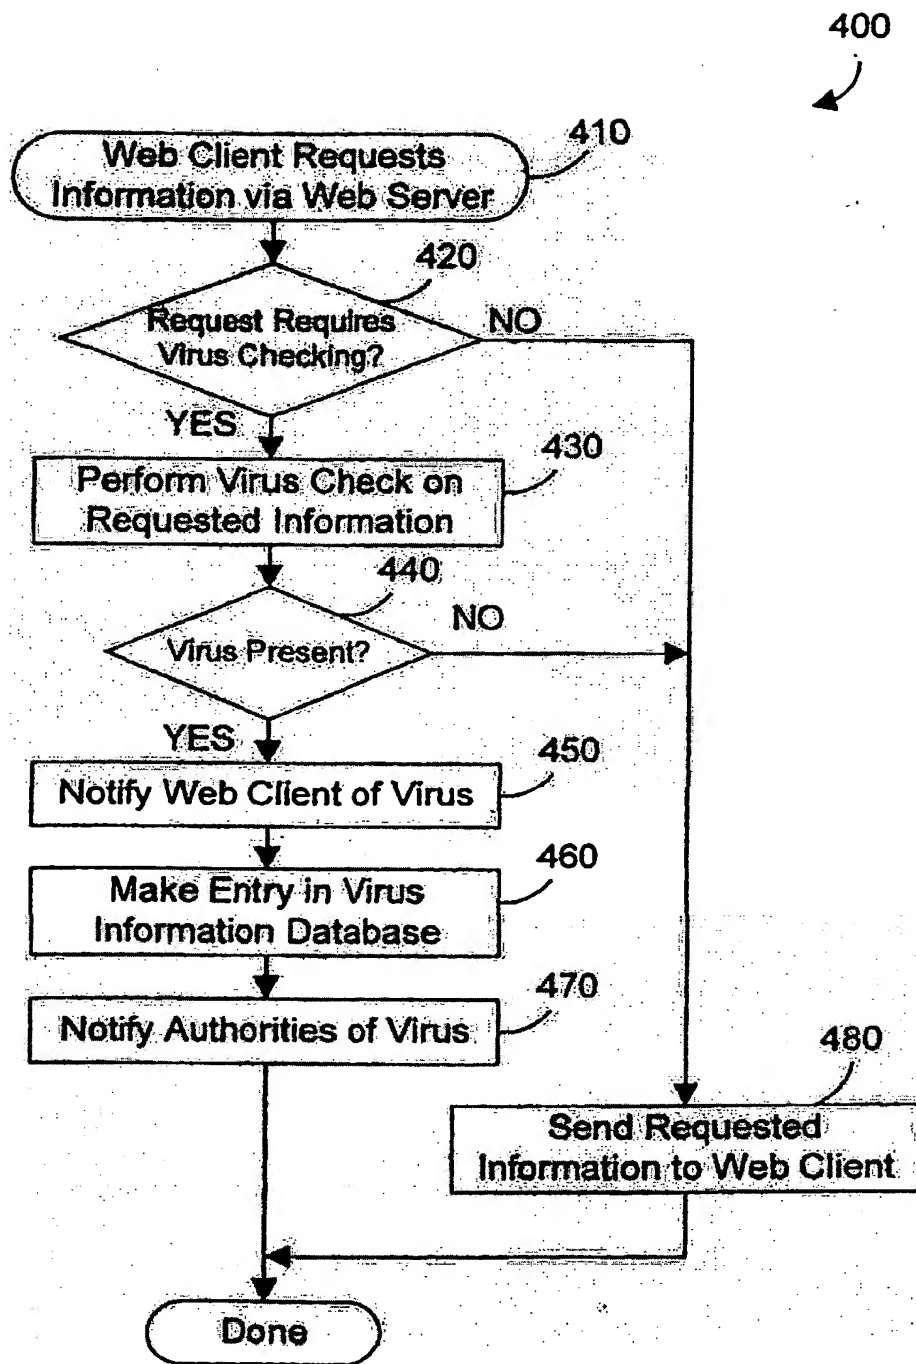 400
410
Web Client Requests
Information via Web Server
420
Request Requires
Virus Checking?
NO
YES
430
Perform Virus Check on
Requested Information
440
Virus Present?
NO
YES
450
Notify Web Client of Virus
460
Make Entry in Virus
Information Database
470
Notify Authorities of Virus
480
Send Requested
Information to Web Client
Done